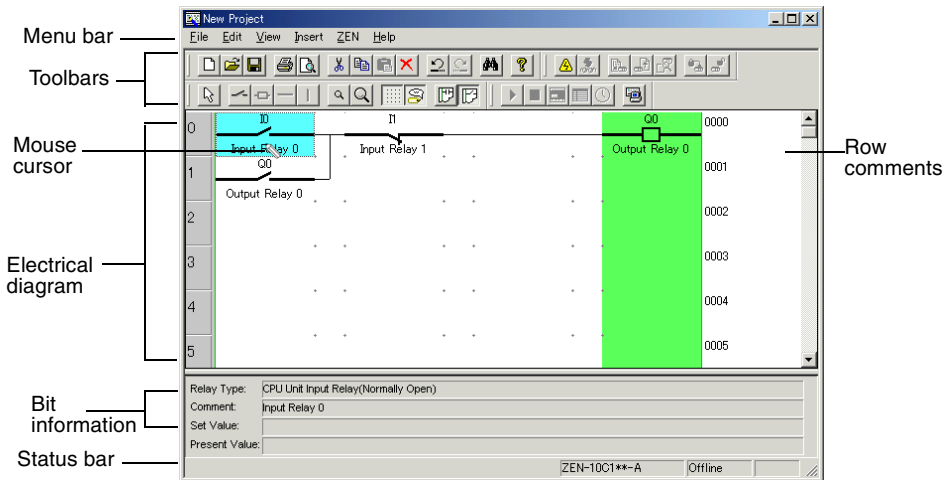 New Project
Menu bar
File Edit View Insert ZEN Help
Toolbars
0 I0 I1 Q0 0000
Input Relay 0 Input Relay 1 Output Relay 0
Mouse cursor
Row comments
1 Q0 0001
Output Relay 0
2 0002
Electrical diagram
3 0003
4 0004
5 0005
Relay Type: CPU Unit Input Relay(Normally Open)
Bit information
Comment: Input Relay 0
Set Value:
Present Value:
Status bar
ZEN-10C1**-A Offline